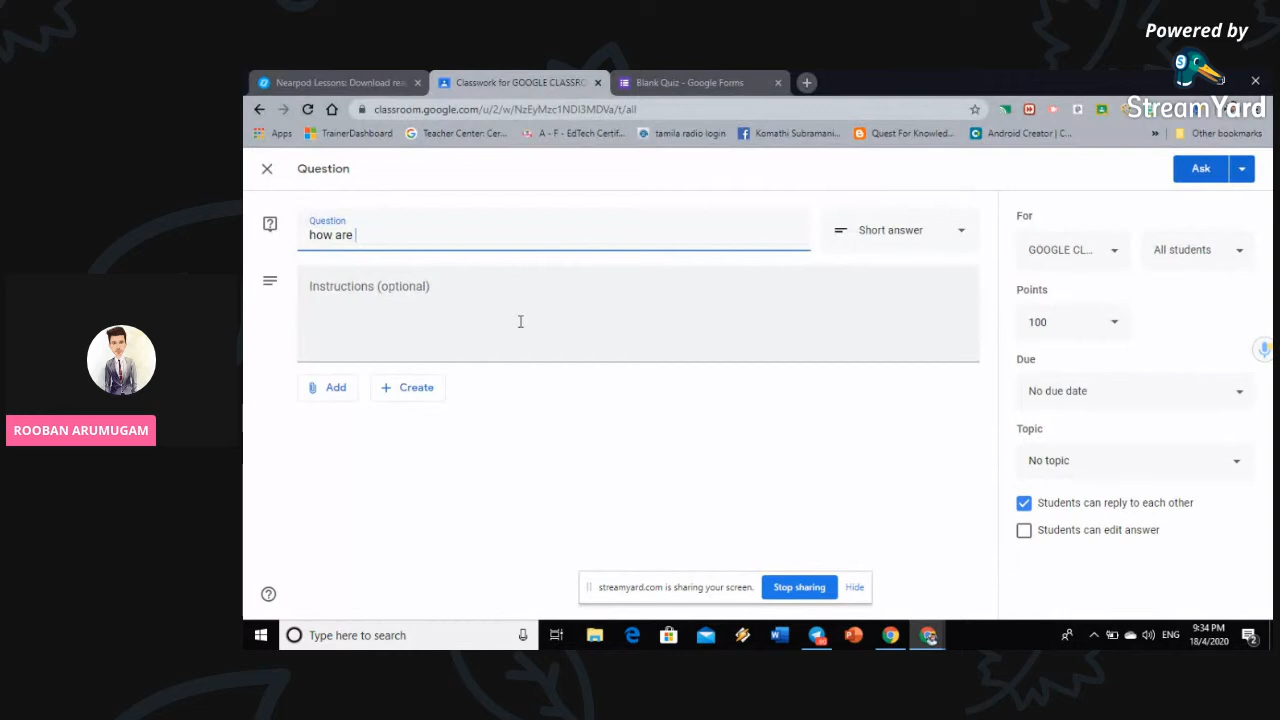 Powered by
StreamYard
Nearpod Lessons: Download rea
Classwork for GOOGLE CLASSRO
Blank Quiz - Google Forms
classroom.google.com/u/2/w/NzEyMzc1NDI3MDVa/t/all
Apps
TrainerDashboard
Teacher Center: Cer...
A - F - EdTech Certif...
tamila radio login
Komathi Subramani...
Quest For Knowled...
Android Creator | C...
Other bookmarks
Question
Ask
Question
how are
Short answer
Instructions (optional)
Add
Create
For
GOOGLE CL...
All students
Points
100
Due
No due date
Topic
No topic
Students can reply to each other
Students can edit answer
ROOBAN ARUMUGAM
streamyard.com is sharing your screen.
Stop sharing
Hide
Type here to search
ENG
9:34 PM
18/4/2020
2